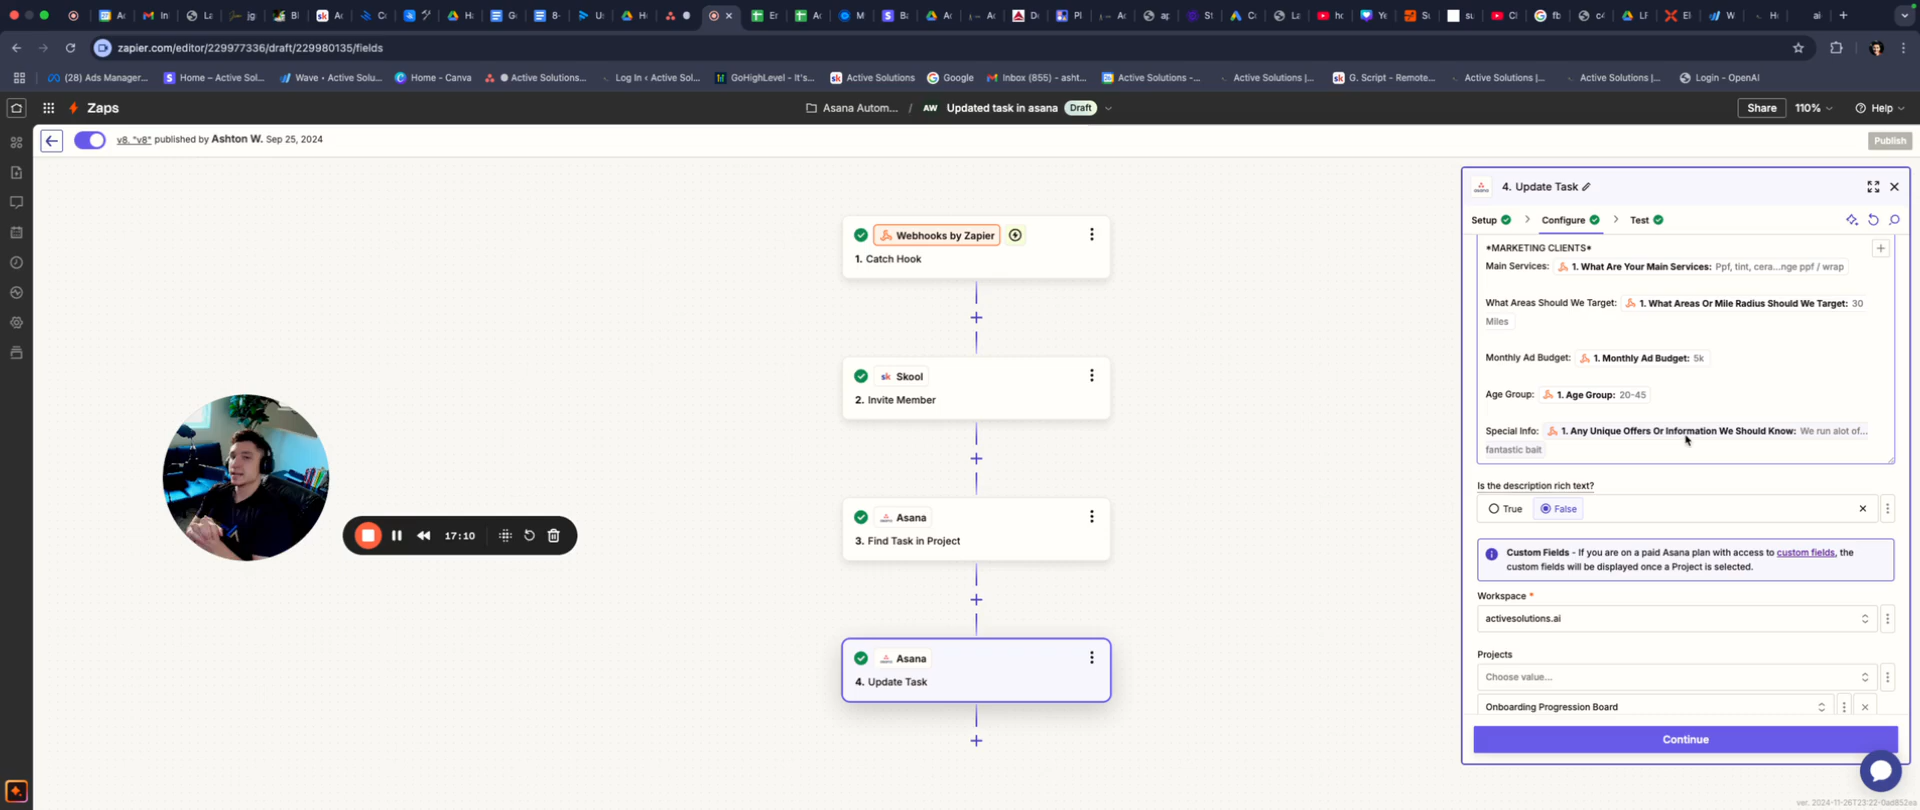 zapier.com/editor/229977336/draft/229980135/fields
(28) Ads Manager...
Home – Active Sol...
Wave • Active Solu...
Home - Canva
Active Solutions...
Log In ‹ Active Sol...
GoHighLevel - It's...
Active Solutions
Google
Inbox (855) - asht...
Active Solutions -...
Active Solutions |...
G. Script - Remote...
Active Solutions |...
Active Solutions |...
Login - OpenAI
Zaps
Asana Autom...
/
AW
Updated task in asana
Draft
Share
110%
Help
v8. "v8" published by Ashton W. Sep 25, 2024
Publish
Webhooks by Zapier
1. Catch Hook
sk Skool
2. Invite Member
Asana
3. Find Task in Project
Asana
4. Update Task
17:10
4. Update Task
Setup
Configure
Test
*MARKETING CLIENTS*
Main Services: 1. What Are Your Main Services: Ppf, tint, cera...nge ppf / wrap
What Areas Should We Target: 1. What Areas Or Mile Radius Should We Target: 30
Miles
Monthly Ad Budget: 1. Monthly Ad Budget: 5k
Age Group: 1. Age Group: 20-45
Special Info: 1. Any Unique Offers Or Information We Should Know: We run alot of...
fantastic bait
Is the description rich text?
True
False
Custom Fields - If you are on a paid Asana plan with access to custom fields, the
custom fields will be displayed once a Project is selected.
Workspace *
activesolutions.ai
Projects
Choose value...
Onboarding Progression Board
Continue